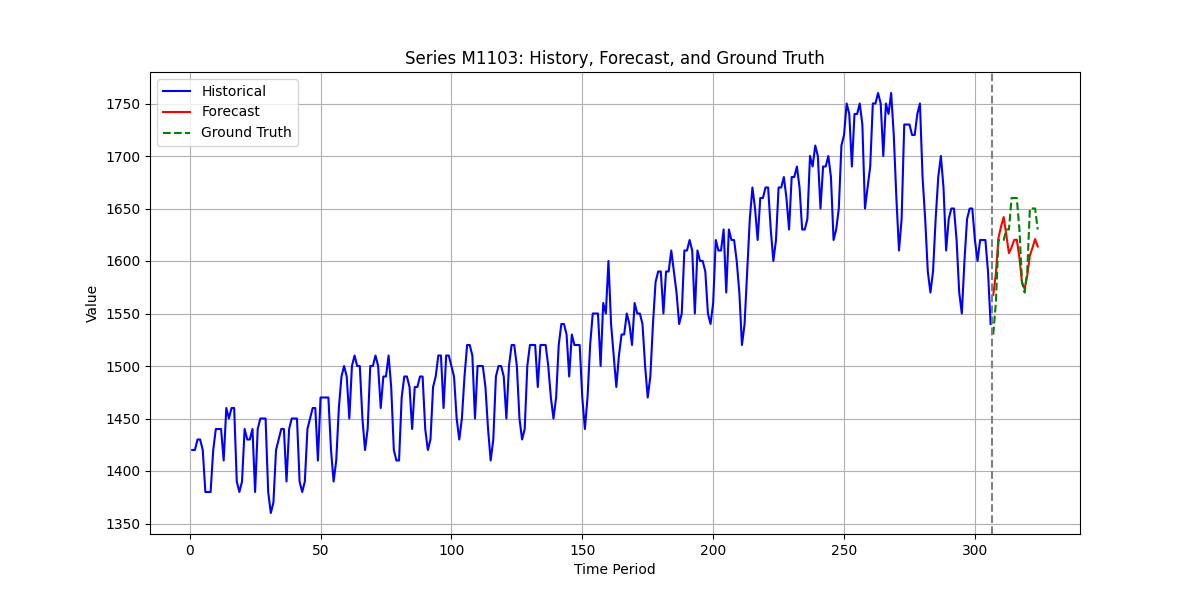 Series M1103: History, Forecast, and Ground Truth
Historical
Forecast
Ground Truth
1750
1700
1650
1600
1550
1500
1450
1400
1350
Value
0 50 100 150 200 250 300
Time Period